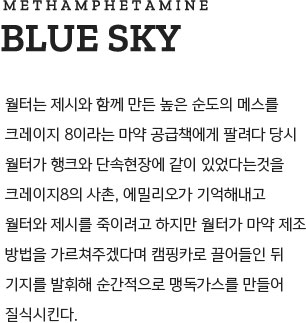 METHAMPHETAMINE
BLUE SKY
월터는 제시와 함께 만든 높은 순도의 메스를
크레이지 8이라는 마약 공급책에게 팔려다 당시
월터가 행크와 단속현장에 같이 있었다는것을
크레이지8의 사촌, 에밀리오가 기억해내고
월터와 제시를 죽이려고 하지만 월터가 마약 제조
방법을 가르쳐주겠다며 캠핑카로 끌어들인 뒤
기지를 발휘해 순간적으로 맹독가스를 만들어
질식시킨다.